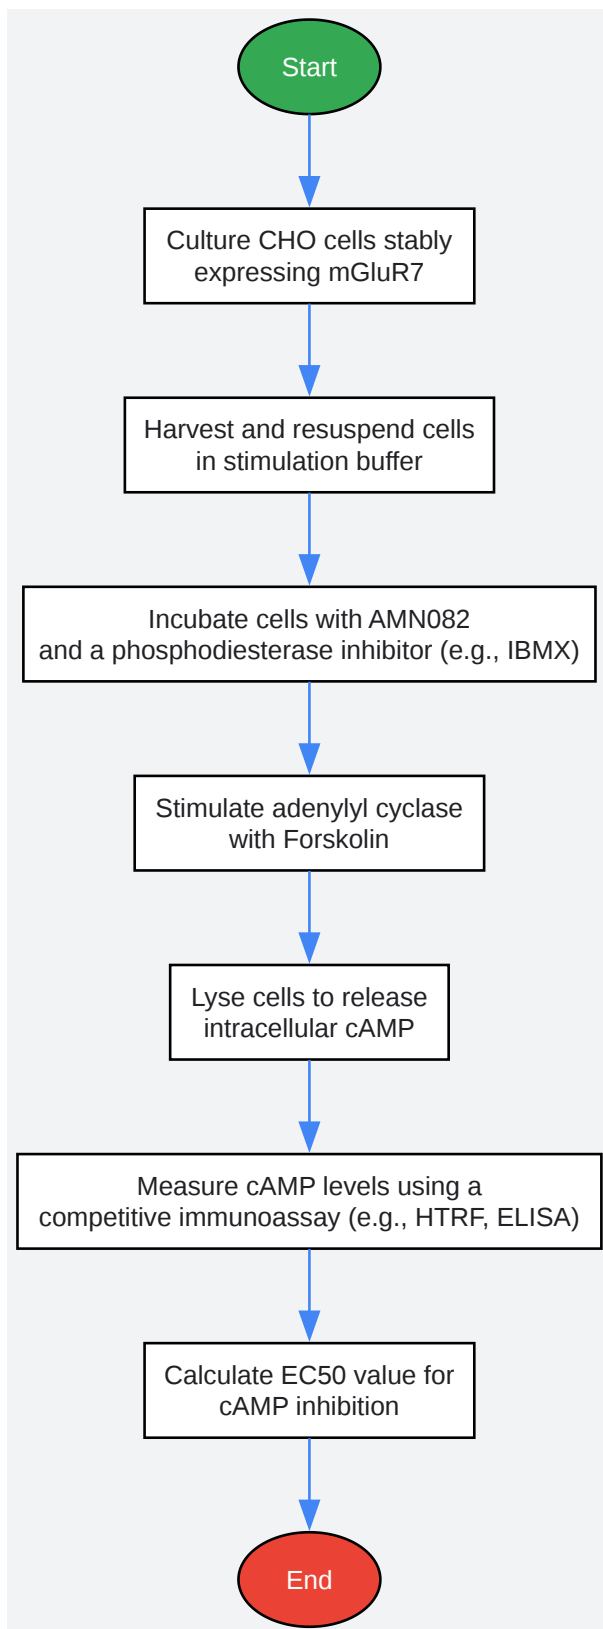 Start
Culture CHO cells stably
expressing mGluR7
Harvest and resuspend cells
in stimulation buffer
Incubate cells with AMN082
and a phosphodiesterase inhibitor (e.g., IBMX)
Stimulate adenylyl cyclase
with Forskolin
Lyse cells to release
intracellular cAMP
Measure cAMP levels using a
competitive immunoassay (e.g., HTRF, ELISA)
Calculate EC50 value for
cAMP inhibition
End